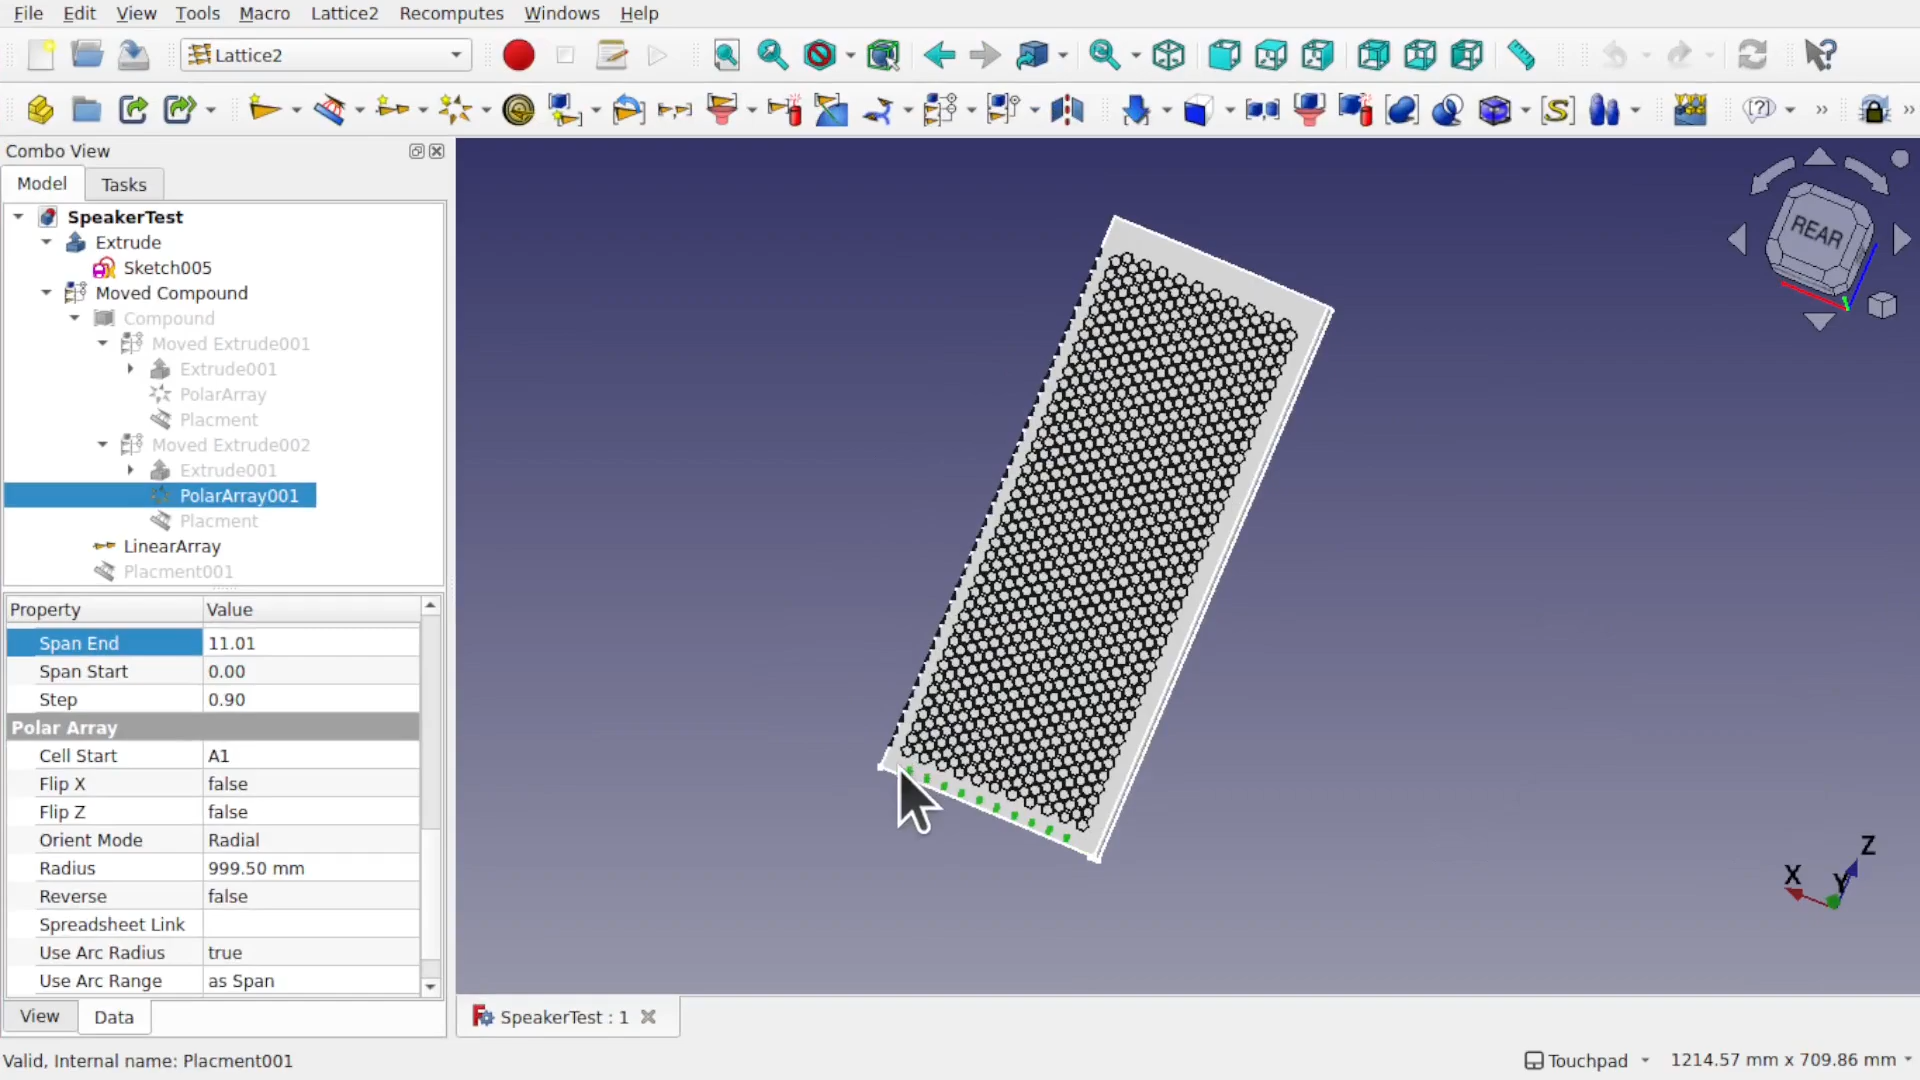 File Edit View Tools Macro Lattice2 Recomputes Windows Help
Lattice2
Combo View
Model Tasks
SpeakerTest
Extrude
Sketch005
Moved Compound
Compound
Moved Extrude001
Extrude001
PolarArray
Placment
Moved Extrude002
Extrude001
PolarArray001
Placment
LinearArray
Placment001
Property Value
Span End 11.01
Span Start 0.00
Step 0.90
Polar Array
Cell Start A1
Flip X false
Flip Z false
Orient Mode Radial
Radius 999.50 mm
Reverse false
Spreadsheet Link
Use Arc Radius true
Use Arc Range as Span
View Data
REAR
Z
X Y
SpeakerTest : 1
Valid, Internal name: Placment001
Touchpad 1214.57 mm x 709.86 mm